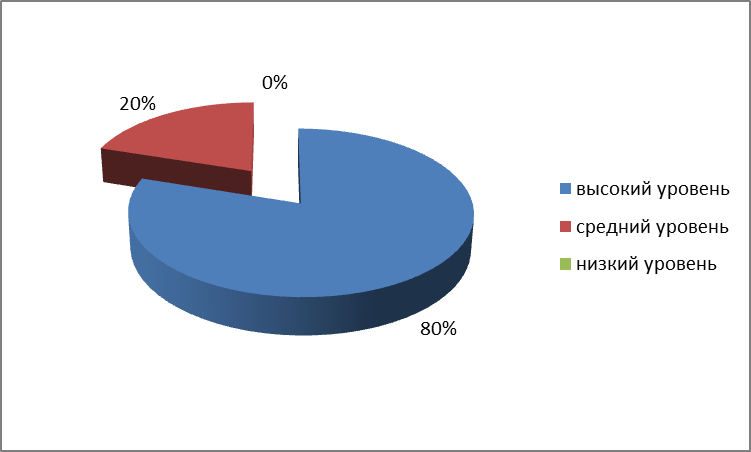 0%
20%
80%
высокий уровень
средний уровень
низкий уровень